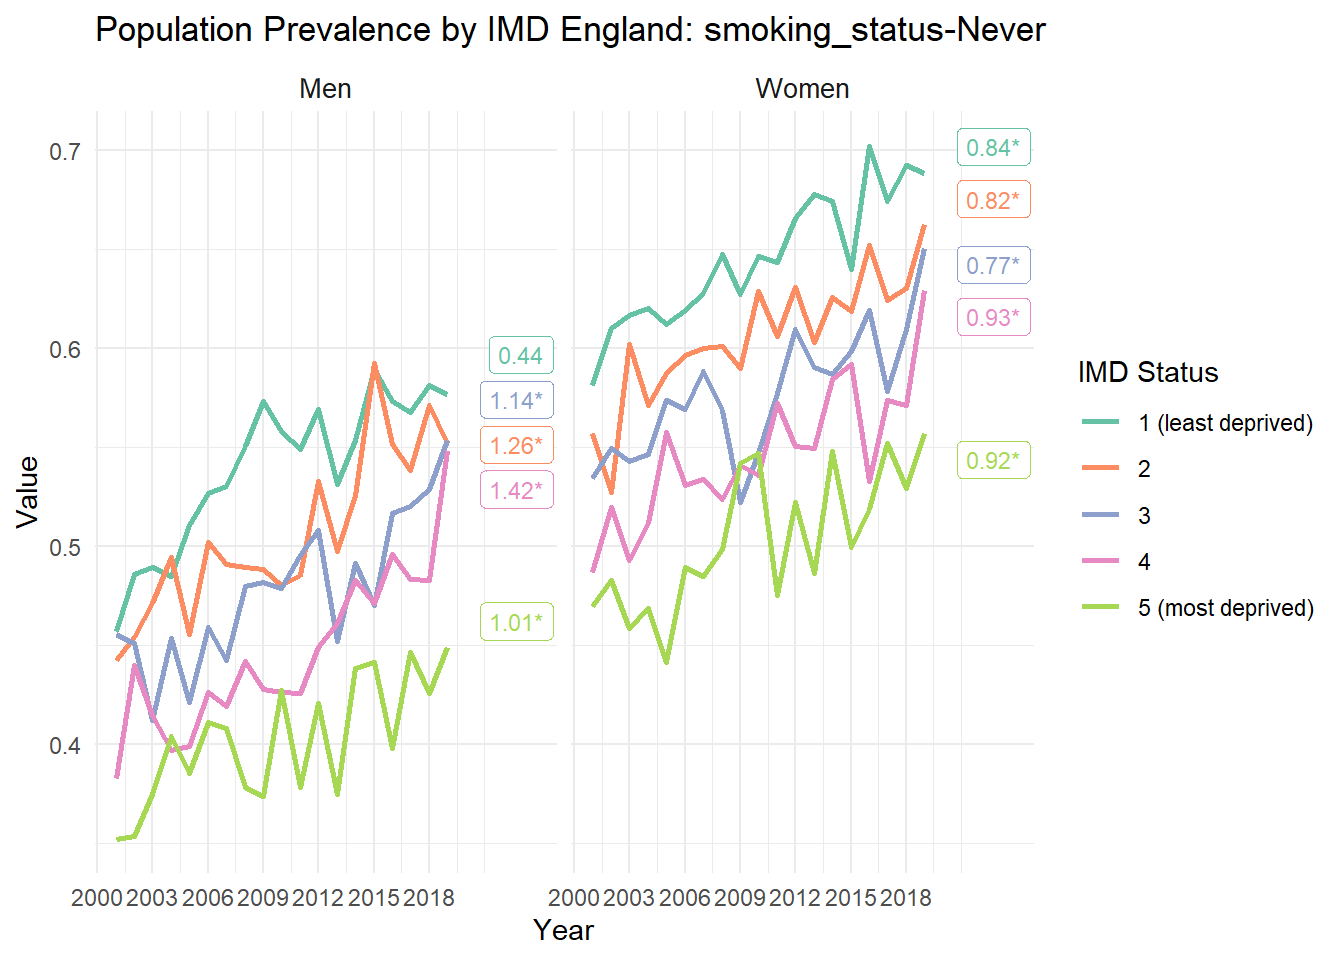 Population Prevalence by IMD England: smoking_status-Never
Men
Women
Value
0.7
0.6
0.5
0.4
0.44
1.14*
1.26*
1.42*
1.01*
0.84*
0.82*
0.77*
0.93*
0.92*
2000 2003 2006 2009 2012 2015 2018
2000 2003 2006 2009 2012 2015 2018
Year
IMD Status
1 (least deprived)
2
3
4
5 (most deprived)